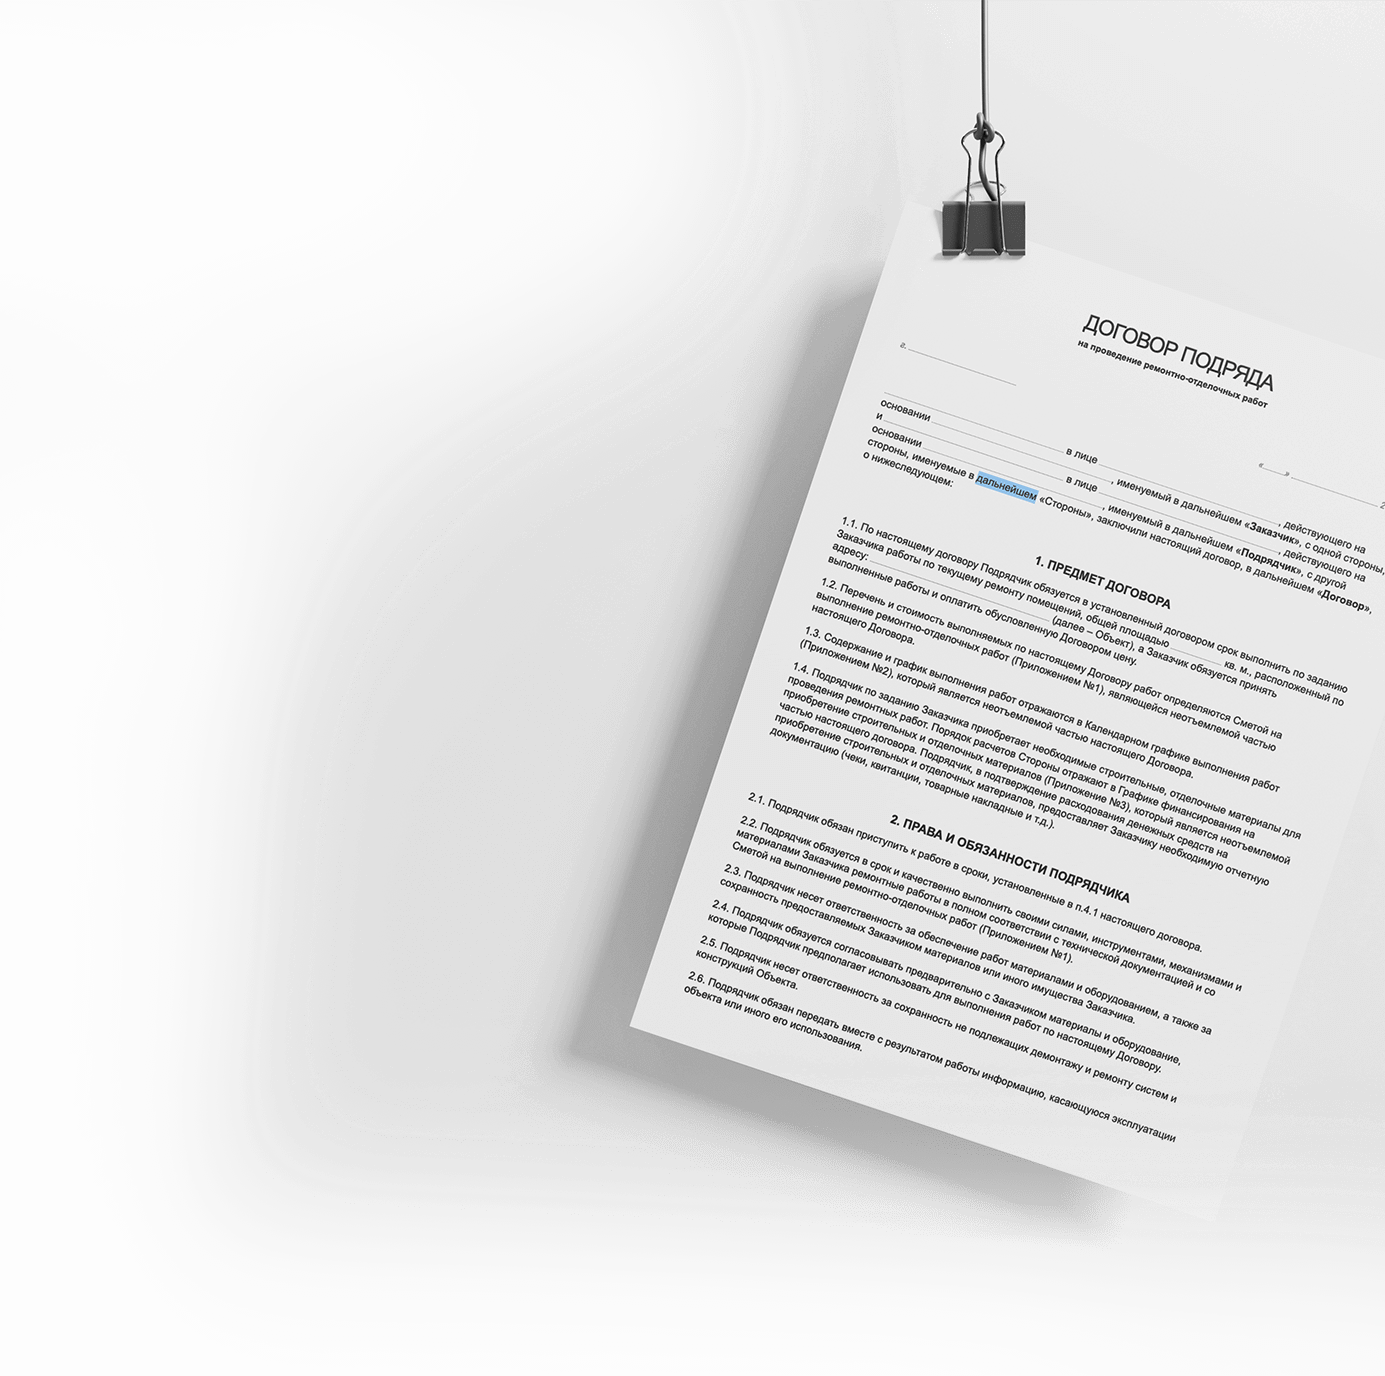 ДОГОВОР ПОДРЯДА
на проведение ремонтно-отделочных работ
г.
« » 2
в лице , именуемый в дальнейшем «Заказчик», действующего на
основании , с одной стороны,
и в лице , именуемый в дальнейшем «Подрядчик», действующего на
основании , с другой
стороны, именуемые в дальнейшем «Стороны», заключили настоящий договор, в дальнейшем «Договор»,
о нижеследующем:
1. ПРЕДМЕТ ДОГОВОРА
1.1. По настоящему договору Подрядчик обязуется в установленный договором срок выполнить по заданию
Заказчика работы по текущему ремонту помещений, общей площадью кв. м., расположенный по
адресу: (далее – Объект), а Заказчик обязуется принять
выполненные работы и оплатить обусловленную Договором цену.
1.2. Перечень и стоимость выполняемых по настоящему Договору работ определяются Сметой на
выполнение ремонтно-отделочных работ (Приложением №1), являющейся неотъемлемой частью
настоящего Договора.
1.3. Содержание и график выполнения работ отражаются в Календарном графике выполнения работ
(Приложением №2), который является неотъемлемой частью настоящего Договора.
1.4. Подрядчик по заданию Заказчика приобретает необходимые строительные, отделочные материалы для
проведения ремонтных работ. Порядок расчетов Стороны отражают в Графике финансирования на
приобретение строительных и отделочных материалов (Приложение №3), который является неотъемлемой
частью настоящего договора. Подрядчик, в подтверждение расходования денежных средств на
приобретение строительных и отделочных материалов, предоставляет Заказчику необходимую отчетную
документацию (чеки, квитанции, товарные накладные и т.д.).
2. ПРАВА И ОБЯЗАННОСТИ ПОДРЯДЧИКА
2.1. Подрядчик обязан приступить к работе в сроки, установленные в п.4.1 настоящего договора.
2.2. Подрядчик обязуется в срок и качественно выполнить своими силами, инструментами, механизмами и
материалами Заказчика ремонтные работы в полном соответствии с технической документацией и со
Сметой на выполнение ремонтно-отделочных работ (Приложением №1).
2.3. Подрядчик несет ответственность за обеспечение работ материалами и оборудованием, а также за
сохранность предоставляемых Заказчиком материалов или иного имущества Заказчика.
2.4. Подрядчик обязуется согласовывать предварительно с Заказчиком материалы и оборудование,
которые Подрядчик предполагает использовать для выполнения работ по настоящему Договору.
2.5. Подрядчик несет ответственность за сохранность не подлежащих демонтажу и ремонту систем и
конструкций Объекта.
2.6. Подрядчик обязан передать вместе с результатом работы информацию, касающуюся эксплуатации
объекта или иного его использования.